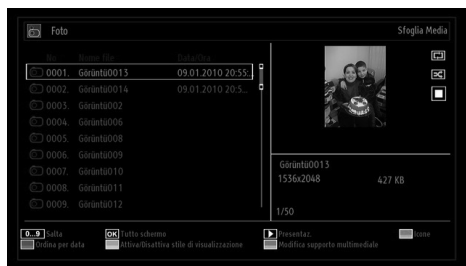 Foto
Sfoglia Media
No Nome file Data/Ora
0001. Görüntü0013 09.01.2010 20:55:..
0002. Görüntü0014 09.01.2010 20:5...
0003. Görüntü002
0004. Görüntü006
0005. Görüntü008
0006. Görüntü009
0007. Görüntü010
0008. Görüntü011
0009. Görüntü012
Görüntü0013
1536x2048 427 KB
1/50
0...9 Salta OK Tutto schermo Presentaz. Icone
Ordina per data Attiva/Disattiva stile di visualizzazione Modifica supporto multimediale